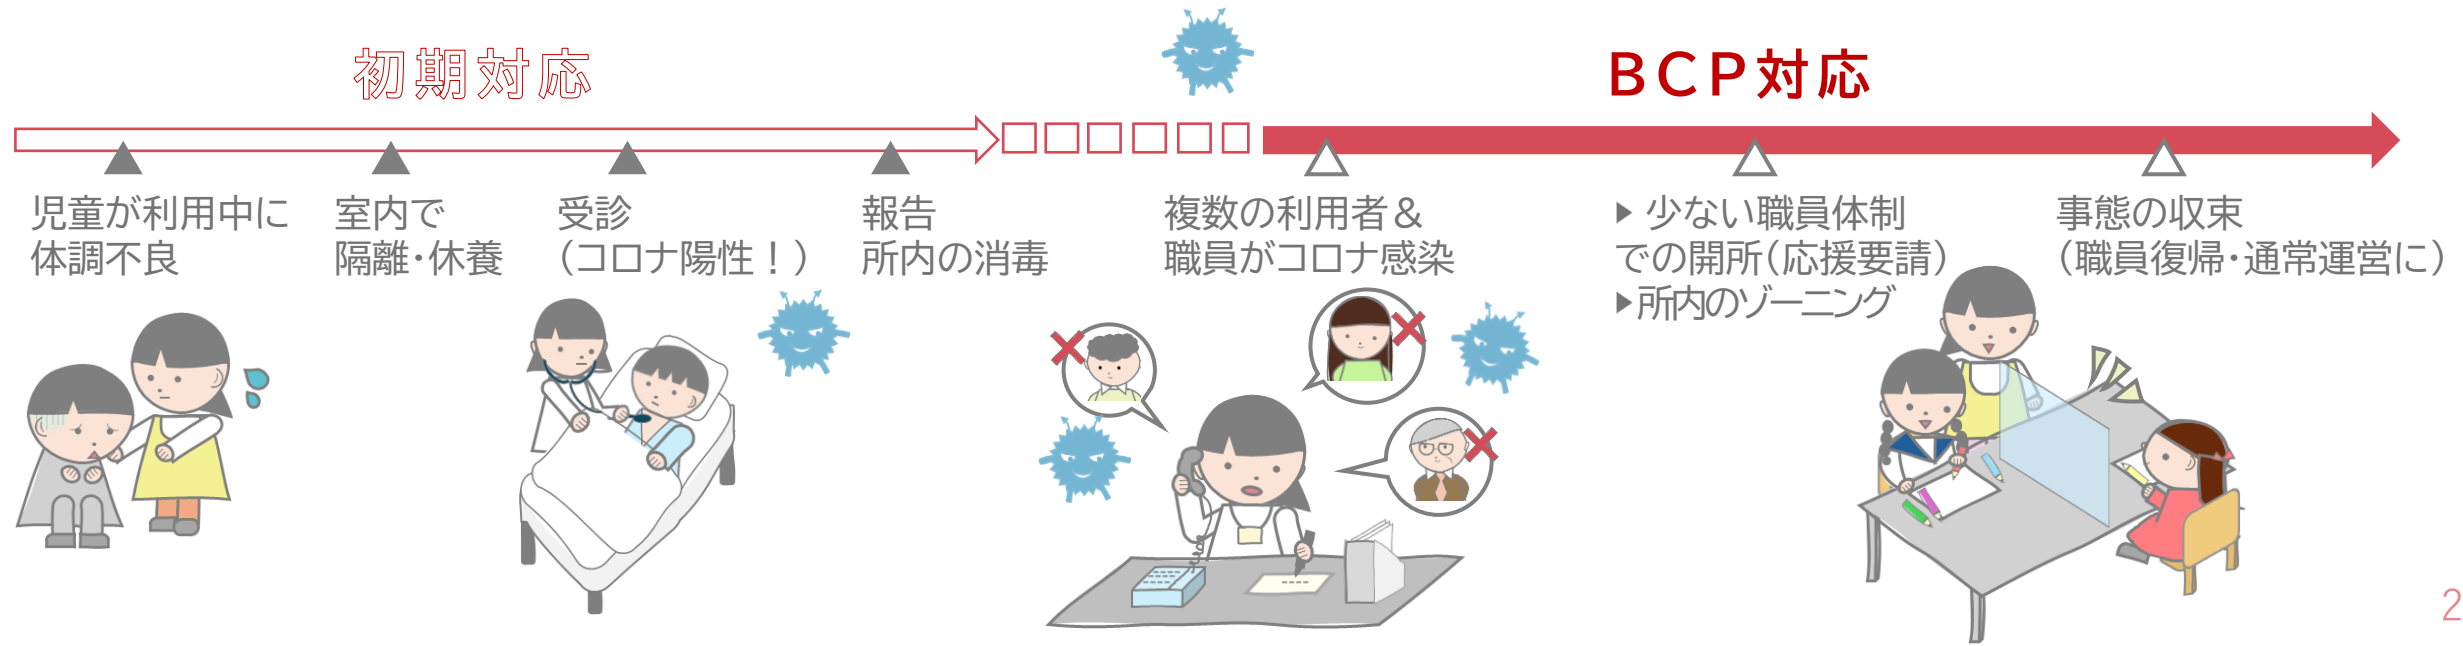 初期対応
BCP対応
児童が利用中に
体調不良
室内で
隔離・休養
受診
（コロナ陽性！）
報告
所内の消毒
複数の利用者＆
職員がコロナ感染
▶ 少ない職員体制
での開所（応援要請）
▶所内のゾーニング
事態の収束
（職員復帰・通常運営に）
2